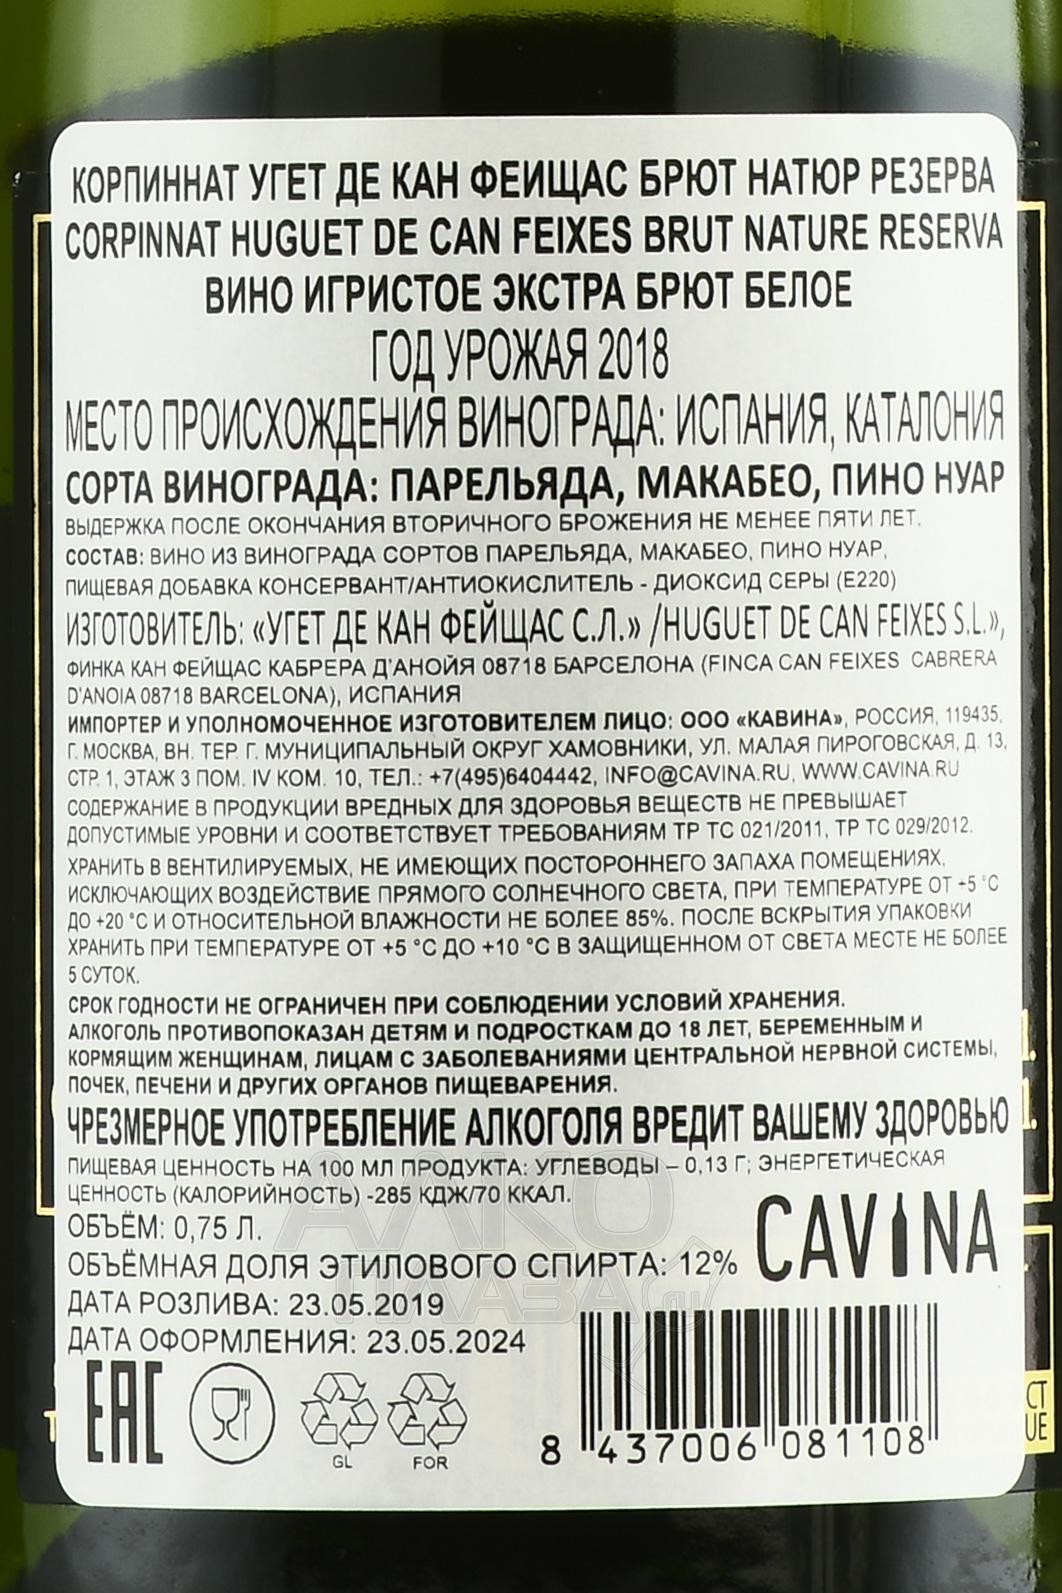 КОРПИННАТ УГЕТ ДЕ КАН ФЕИЩАС БРЮТ НАТЮР РЕЗЕРВА
CORPINNAT HUGUET DE CAN FEIXES BRUT NATURE RESERVA
ВИНО ИГРИСТОЕ ЭКСТРА БРЮТ БЕЛОЕ
ГОД УРОЖАЯ 2018
МЕСТО ПРОИСХОЖДЕНИЯ ВИНОГРАДА: ИСПАНИЯ, КАТАЛОНИЯ
СОРТА ВИНОГРАДА: ПАРЕЛЬЯДА, МАКАБЕО, ПИНО НУАР
ВЫДЕРЖКА ПОСЛЕ ОКОНЧАНИЯ ВТОРИЧНОГО БРОЖЕНИЯ НЕ МЕНЕЕ ПЯТИ ЛЕТ.
СОСТАВ: ВИНО ИЗ ВИНОГРАДА СОРТОВ ПАРЕЛЬЯДА, МАКАБЕО, ПИНО НУАР,
ПИЩЕВАЯ ДОБАВКА КОНСЕРВАНТ/АНТИОКИСЛИТЕЛЬ - ДИОКСИД СЕРЫ (Е220)
ИЗГОТОВИТЕЛЬ: «УГЕТ ДЕ КАН ФЕЙЩАС С.Л.» /HUGUET DE CAN FEIXES S.L.»,
ФИНКА КАН ФЕЙЩАС КАБРЕРА Д'АНОЙЯ 08718 БАРСЕЛОНА (FINCA CAN FEIXES CABRERA
D'ANOIA 08718 BARCELONA), ИСПАНИЯ
ИМПОРТЕР И УПОЛНОМОЧЕННОЕ ИЗГОТОВИТЕЛЕМ ЛИЦО: ООО «КАВИНА», РОССИЯ, 119435,
Г. МОСКВА, ВН. ТЕР. Г. МУНИЦИПАЛЬНЫЙ ОКРУГ ХАМОВНИКИ, УЛ. МАЛАЯ ПИРОГОВСКАЯ, Д. 13,
СТР. 1, ЭТАЖ 3 ПОМ. IV КОМ. 10, ТЕЛ.: +7(495)6404442, INFO@CAVINA.RU, WWW.CAVINA.RU
СОДЕРЖАНИЕ В ПРОДУКЦИИ ВРЕДНЫХ ДЛЯ ЗДОРОВЬЯ ВЕЩЕСТВ НЕ ПРЕВЫШАЕТ
ДОПУСТИМЫЕ УРОВНИ И СООТВЕТСТВУЕТ ТРЕБОВАНИЯМ ТР ТС 021/2011, ТР ТС 029/2012.
ХРАНИТЬ В ВЕНТИЛИРУЕМЫХ, НЕ ИМЕЮЩИХ ПОСТОРОННЕГО ЗАПАХА ПОМЕЩЕНИЯХ,
ИСКЛЮЧАЮЩИХ ВОЗДЕЙСТВИЕ ПРЯМОГО СОЛНЕЧНОГО СВЕТА, ПРИ ТЕМПЕРАТУРЕ ОТ +5 °С
ДО +20 °С И ОТНОСИТЕЛЬНОЙ ВЛАЖНОСТИ НЕ БОЛЕЕ 85%. ПОСЛЕ ВСКРЫТИЯ УПАКОВКИ
ХРАНИТЬ ПРИ ТЕМПЕРАТУРЕ ОТ +5 °С ДО +10 °С В ЗАЩИЩЕННОМ ОТ СВЕТА МЕСТЕ НЕ БОЛЕЕ
5 СУТОК.
СРОК ГОДНОСТИ НЕ ОГРАНИЧЕН ПРИ СОБЛЮДЕНИИ УСЛОВИЙ ХРАНЕНИЯ.
АЛКОГОЛЬ ПРОТИВОПОКАЗАН ДЕТЯМ И ПОДРОСТКАМ ДО 18 ЛЕТ, БЕРЕМЕННЫМ И
КОРМЯЩИМ ЖЕНЩИНАМ, ЛИЦАМ С ЗАБОЛЕВАНИЯМИ ЦЕНТРАЛЬНОЙ НЕРВНОЙ СИСТЕМЫ,
ПОЧЕК, ПЕЧЕНИ И ДРУГИХ ОРГАНОВ ПИЩЕВАРЕНИЯ.
ЧРЕЗМЕРНОЕ УПОТРЕБЛЕНИЕ АЛКОГОЛЯ ВРЕДИТ ВАШЕМУ ЗДОРОВЬЮ
ПИЩЕВАЯ ЦЕННОСТЬ НА 100 МЛ ПРОДУКТА: УГЛЕВОДЫ – 0,13 Г; ЭНЕРГЕТИЧЕСКАЯ
ЦЕННОСТЬ (КАЛОРИЙНОСТЬ) -285 КДЖ/70 ККАЛ.
ОБЪЁМ: 0,75 Л.
ОБЪЁМНАЯ ДОЛЯ ЭТИЛОВОГО СПИРТА: 12%
CAVINA
ДАТА РОЗЛИВА: 23.05.2019
ДАТА ОФОРМЛЕНИЯ: 23.05.2024
EAC
GL FOR
8 437006 081108
АЛКО
ПЛАЗА.ru
CT
UE